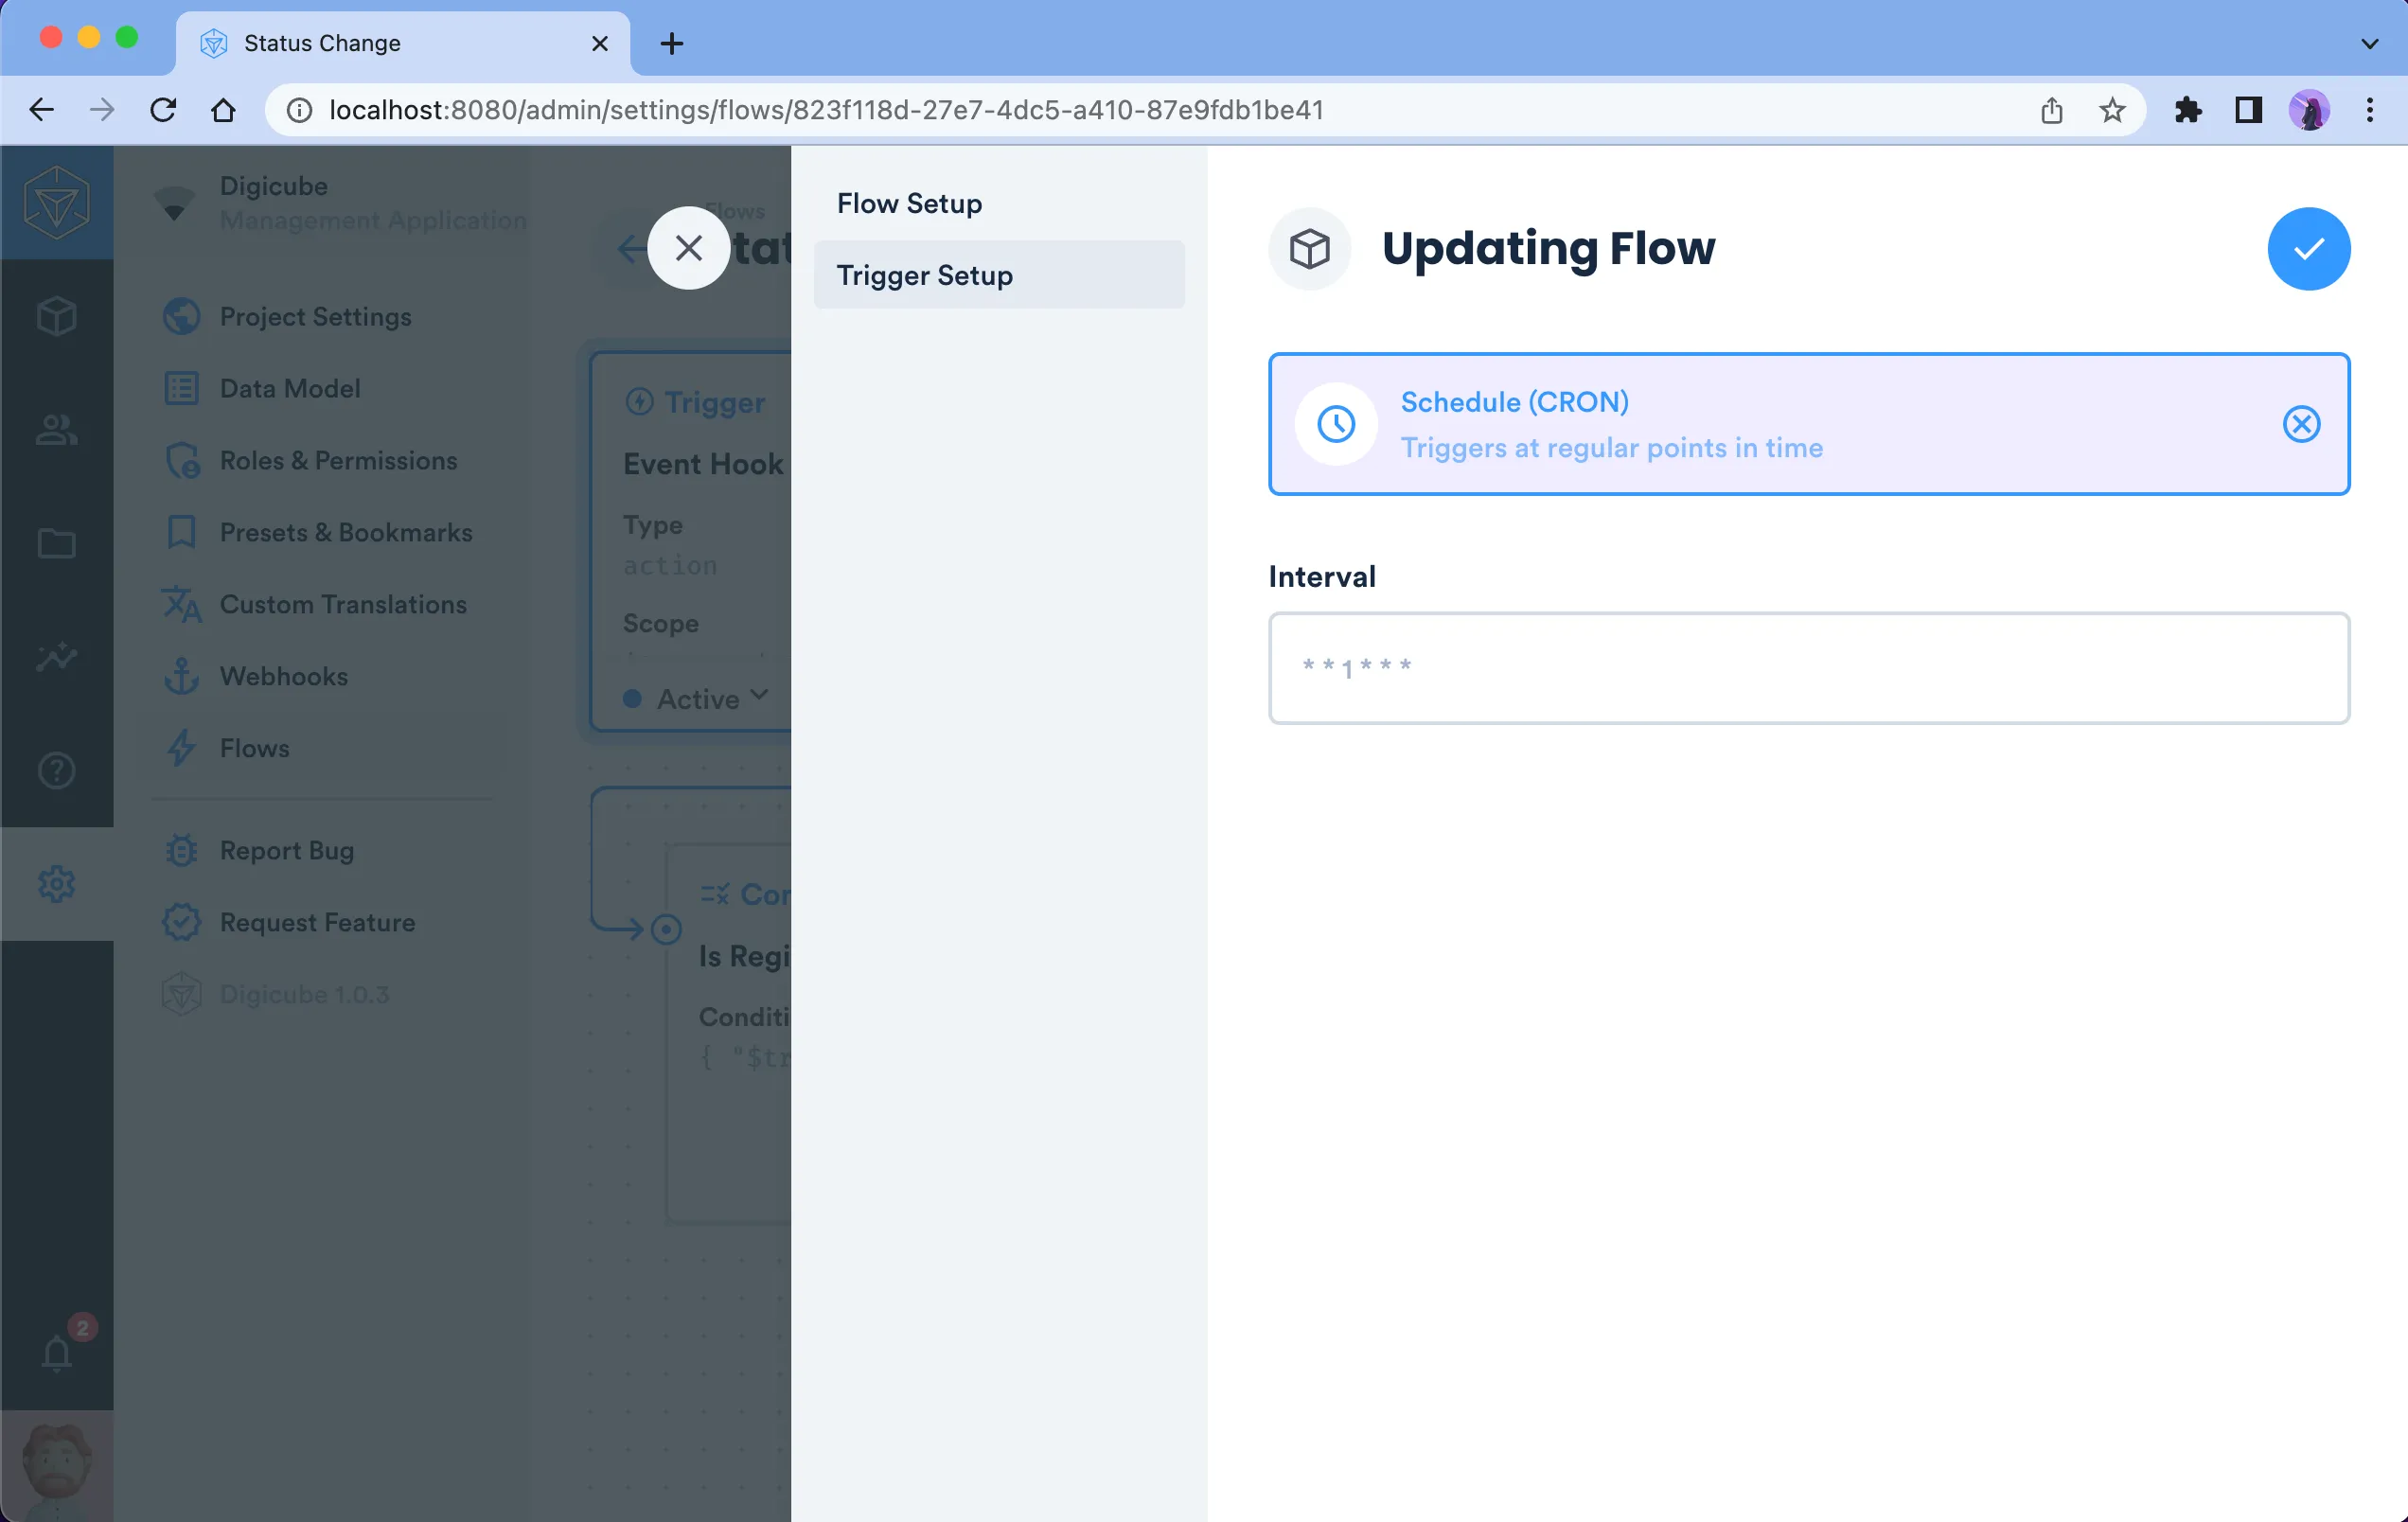 Status Change
localhost:8080/admin/settings/flows/823f118d-27e7-4dc5-a410-87e9fdb1be41
Digicube
Management Application
Project Settings
Data Model
Roles & Permissions
Presets & Bookmarks
Custom Translations
Webhooks
Flows
Report Bug
Request Feature
Digicube 1.0.3
2
Flows
Trigger
Event Hook
Type
action
Scope
Active
Is Regi
Conditi
{ "$tr
Flow Setup
Trigger Setup
Updating Flow
Schedule (CRON)
Triggers at regular points in time
Interval
* * 1 * * *